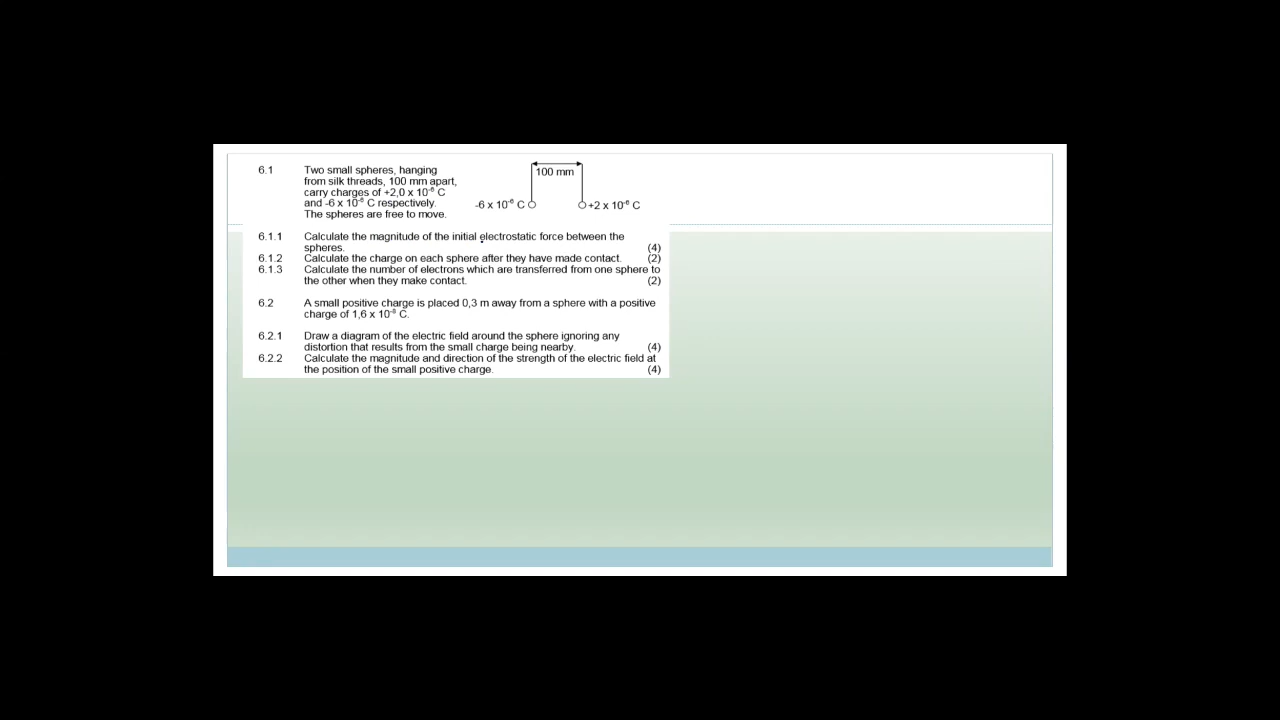 6.1 Two small spheres, hanging
from silk threads, 100 mm apart,
carry charges of +2,0 x 10⁻⁶ C
and -6 x 10⁻⁶ C respectively.
The spheres are free to move.
100 mm
-6 x 10⁻⁶ C
+2 x 10⁻⁶ C
6.1.1 Calculate the magnitude of the initial electrostatic force between the
spheres. (4)
6.1.2 Calculate the charge on each sphere after they have made contact. (2)
6.1.3 Calculate the number of electrons which are transferred from one sphere to
the other when they make contact. (2)
6.2 A small positive charge is placed 0,3 m away from a sphere with a positive
charge of 1,6 x 10⁻⁸ C.
6.2.1 Draw a diagram of the electric field around the sphere ignoring any
distortion that results from the small charge being nearby. (4)
6.2.2 Calculate the magnitude and direction of the strength of the electric field at
the position of the small positive charge. (4)